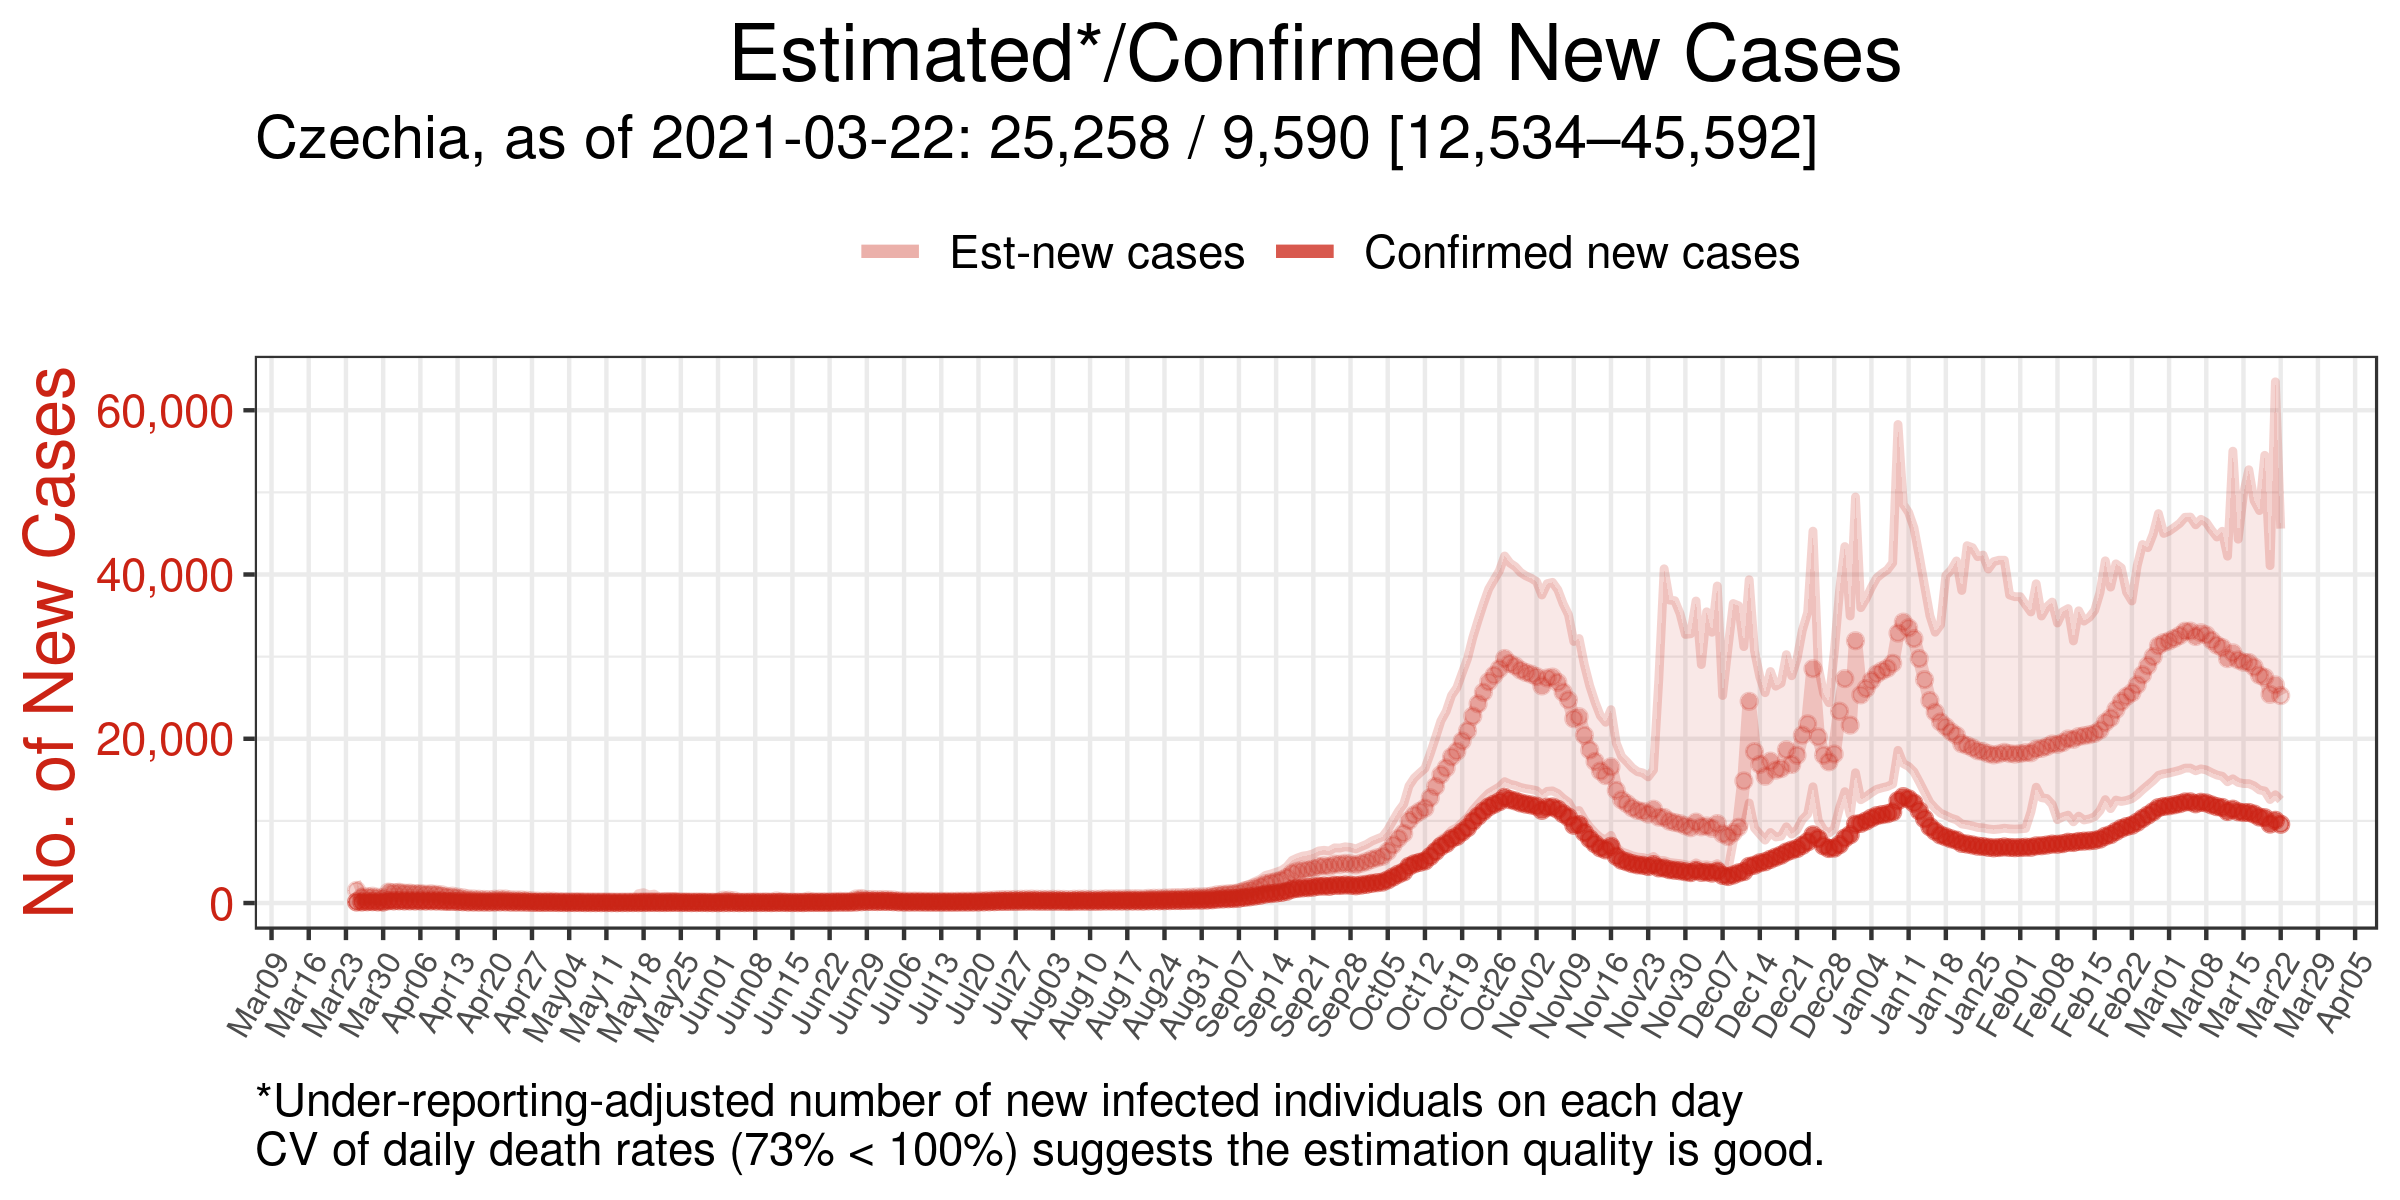 Estimated*/Confirmed New Cases
Czechia, as of 2021-03-22: 25,258 / 9,590 [12,534–45,592]
Est-new cases
Confirmed new cases
No. of New Cases
60,000
40,000
20,000
0
Mar09
Mar16
Mar23
Mar30
Apr06
Apr13
Apr20
Apr27
May04
May11
May18
May25
Jun01
Jun08
Jun15
Jun22
Jun29
Jul06
Jul13
Jul20
Jul27
Aug03
Aug10
Aug17
Aug24
Aug31
Sep07
Sep14
Sep21
Sep28
Oct05
Oct12
Oct19
Oct26
Nov02
Nov09
Nov16
Nov23
Nov30
Dec07
Dec14
Dec21
Dec28
Jan04
Jan11
Jan18
Jan25
Feb01
Feb08
Feb15
Feb22
Mar01
Mar08
Mar15
Mar22
Mar29
Apr05
*Under-reporting-adjusted number of new infected individuals on each day
CV of daily death rates (73% < 100%) suggests the estimation quality is good.